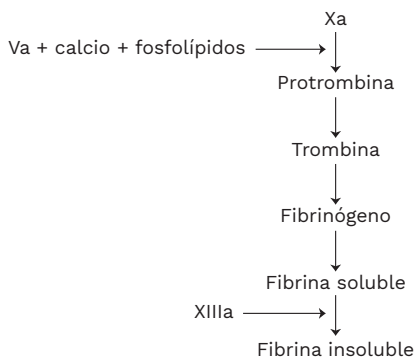 Xa
Va + calcio + fosfolípidos
Protrombina
Trombina
Fibrinógeno
Fibrina soluble
XIIIa
Fibrina insoluble